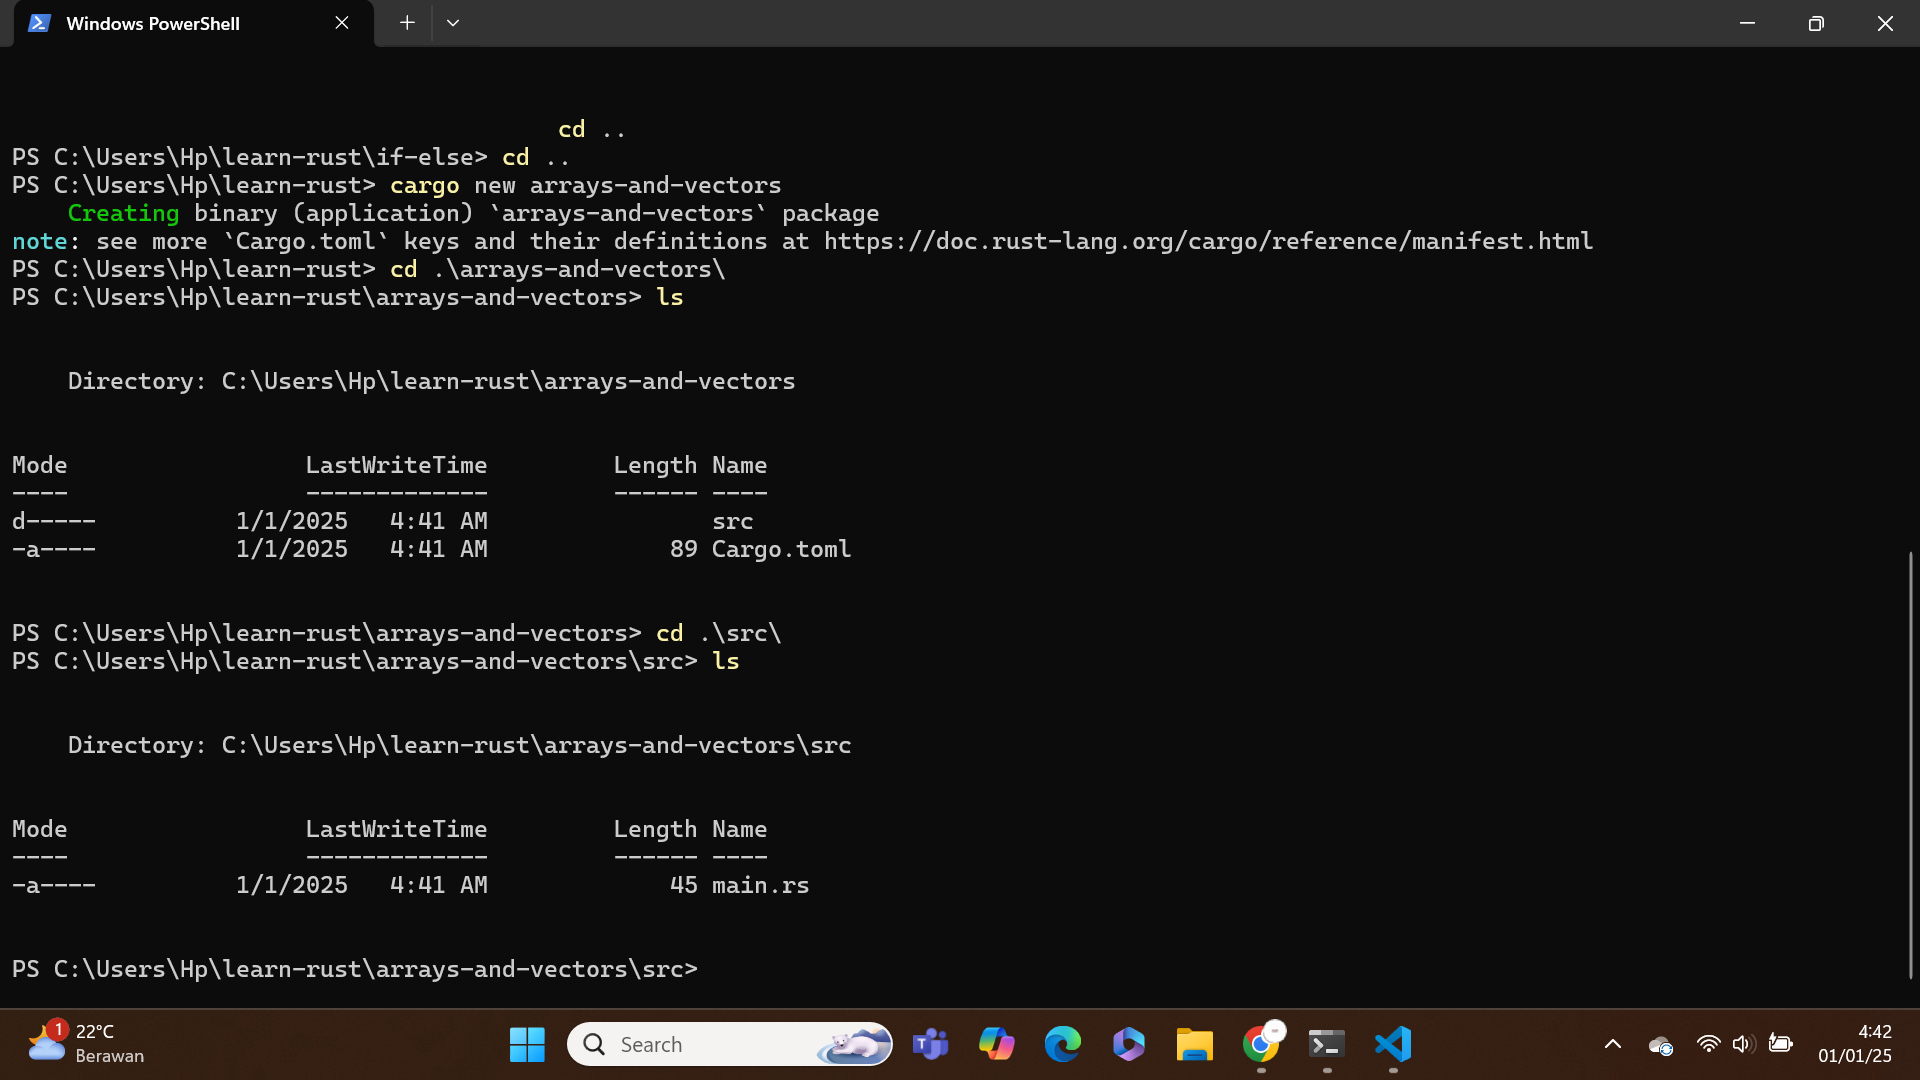 Windows PowerShell
cd ..
PS C:\Users\Hp\learn-rust\if-else> cd ..
PS C:\Users\Hp\learn-rust> cargo new arrays-and-vectors
    Creating binary (application) `arrays-and-vectors` package
note: see more `Cargo.toml` keys and their definitions at https://doc.rust-lang.org/cargo/reference/manifest.html
PS C:\Users\Hp\learn-rust> cd .\arrays-and-vectors\
PS C:\Users\Hp\learn-rust\arrays-and-vectors> ls
    Directory: C:\Users\Hp\learn-rust\arrays-and-vectors
Mode                 LastWriteTime         Length Name
----                 -------------         ------ ----
d-----          1/1/2025   4:41 AM                src
-a----          1/1/2025   4:41 AM             89 Cargo.toml
PS C:\Users\Hp\learn-rust\arrays-and-vectors> cd .\src\
PS C:\Users\Hp\learn-rust\arrays-and-vectors\src> ls
    Directory: C:\Users\Hp\learn-rust\arrays-and-vectors\src
Mode                 LastWriteTime         Length Name
----                 -------------         ------ ----
-a----          1/1/2025   4:41 AM             45 main.rs
PS C:\Users\Hp\learn-rust\arrays-and-vectors\src>
1
22°C
Berawan
Search
4:42
01/01/25